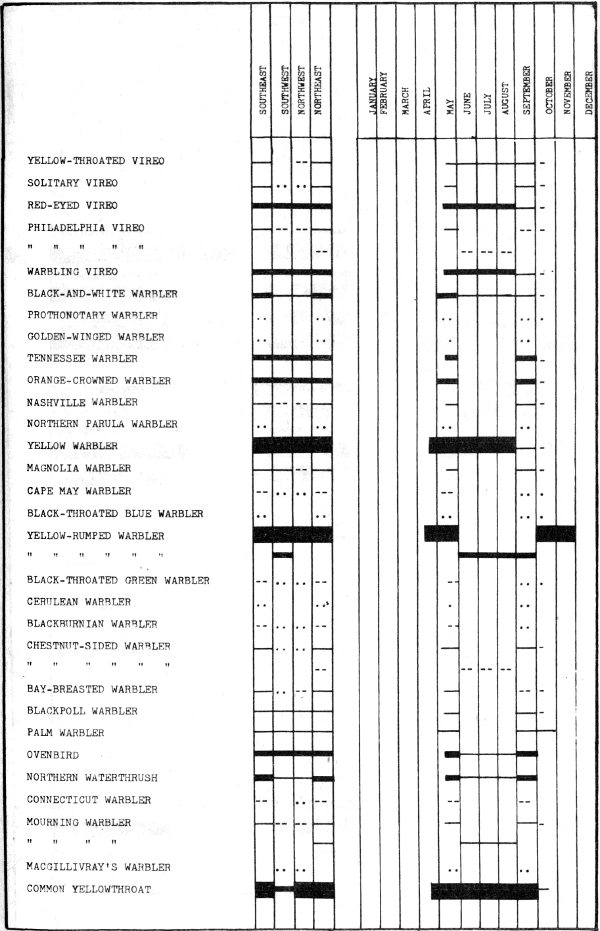 SOUTHEAST
SOUTHWEST
NORTHWEST
NORTHEAST
JANUARY
FEBRUARY
MARCH
APRIL
MAY
JUNE
JULY
AUGUST
SEPTEMBER
OCTOBER
NOVEMBER
DECEMBER
YELLOW-THROATED VIREO
SOLITARY VIREO
RED-EYED VIREO
PHILADELPHIA VIREO
" " " " "
WARBLING VIREO
BLACK-AND-WHITE WARBLER
PROTHONOTARY WARBLER
GOLDEN-WINGED WARBLER
TENNESSEE WARBLER
ORANGE-CROWNED WARBLER
NASHVILLE WARBLER
NORTHERN PARULA WARBLER
YELLOW WARBLER
MAGNOLIA WARBLER
CAPE MAY WARBLER
BLACK-THROATED BLUE WARBLER
YELLOW-RUMPED WARBLER
" " " " " "
BLACK-THROATED GREEN WARBLER
CERULEAN WARBLER
BLACKBURNIAN WARBLER
CHESTNUT-SIDED WARBLER
" " " " " "
BAY-BREASTED WARBLER
BLACKPOLL WARBLER
PALM WARBLER
OVENBIRD
NORTHERN WATERTHRUSH
CONNECTICUT WARBLER
MOURNING WARBLER
" " " "
MACGILLIVRAY'S WARBLER
COMMON YELLOWTHROAT